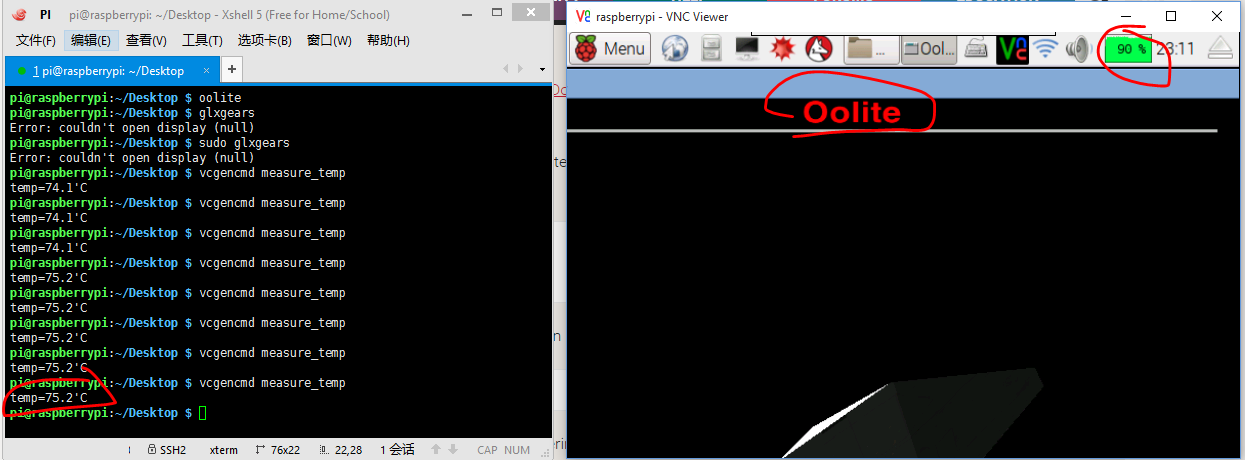 PI pi@raspberrypi: ~/Desktop - Xshell 5 (Free for Home/School)
文件(F) 编辑(E) 查看(V) 工具(T) 选项卡(B) 窗口(W) 帮助(H)
1 pi@raspberrypi: ~/Desktop × +
pi@raspberrypi:~/Desktop $ oolite
pi@raspberrypi:~/Desktop $ glxgears
Error: couldn't open display (null)
pi@raspberrypi:~/Desktop $ sudo glxgears
Error: couldn't open display (null)
pi@raspberrypi:~/Desktop $ vcgencmd measure_temp
temp=74.1'C
pi@raspberrypi:~/Desktop $ vcgencmd measure_temp
temp=74.1'C
pi@raspberrypi:~/Desktop $ vcgencmd measure_temp
temp=74.1'C
pi@raspberrypi:~/Desktop $ vcgencmd measure_temp
temp=75.2'C
pi@raspberrypi:~/Desktop $ vcgencmd measure_temp
temp=75.2'C
pi@raspberrypi:~/Desktop $ vcgencmd measure_temp
temp=75.2'C
pi@raspberrypi:~/Desktop $ vcgencmd measure_temp
temp=75.2'C
pi@raspberrypi:~/Desktop $ vcgencmd measure_temp
temp=75.2'C
pi@raspberrypi:~/Desktop $
SSH2 xterm 76x22 22,28 1 会话 CAP NUM
raspberrypi - VNC Viewer
Menu ... Ool... 90 % 23:11
Oolite